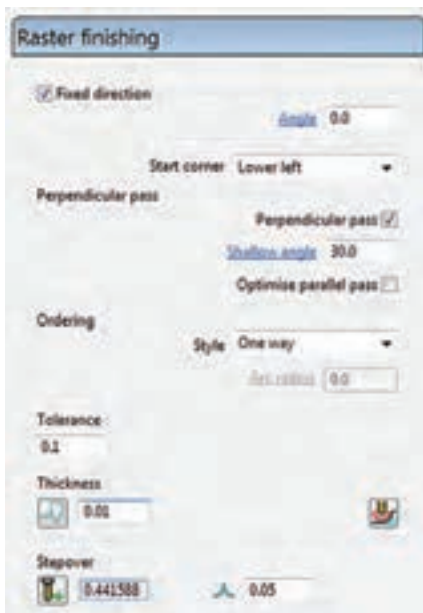 Raster finishing
Fixed direction
Angle 0.0
Start corner Lower left
Perpendicular pass
Perpendicular pass
Shallow angle 30.0
Optimise parallel pass
Ordering
Style One way
Arc radius 0.0
Tolerance
0.1
Thickness
0.01
Stepover
0.441588 0.05